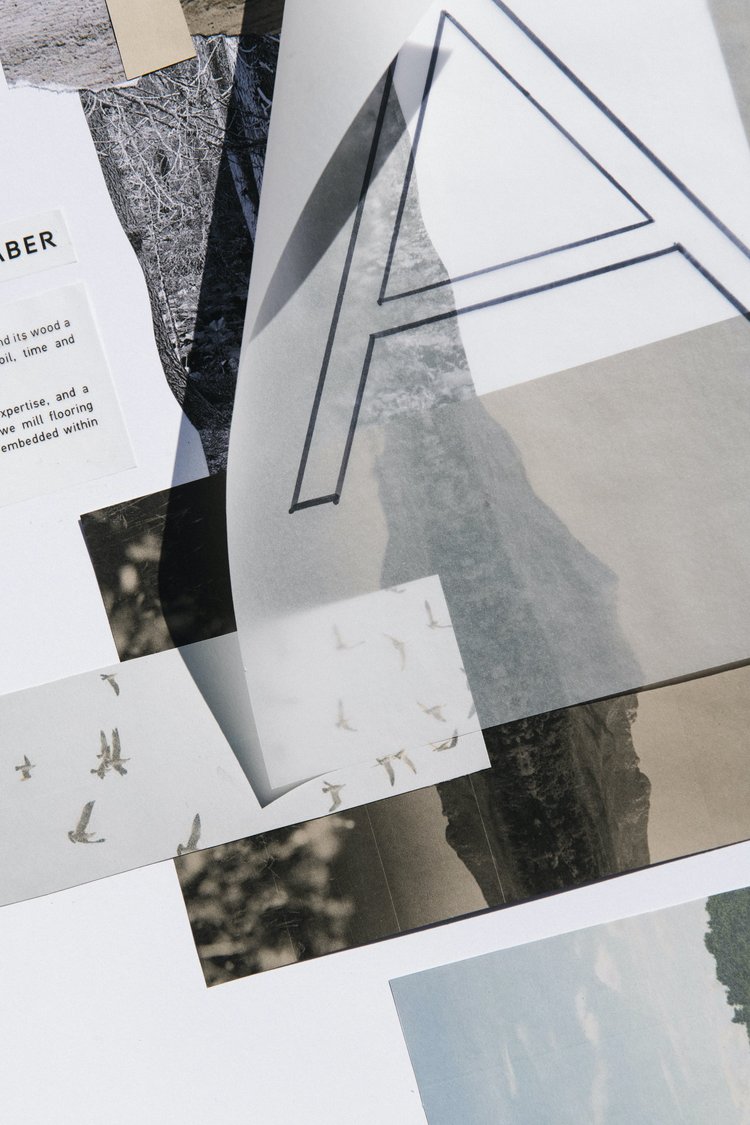 A
ABER
nd its wood a
oil, time and
xpertise, and a
we mill flooring
embedded within